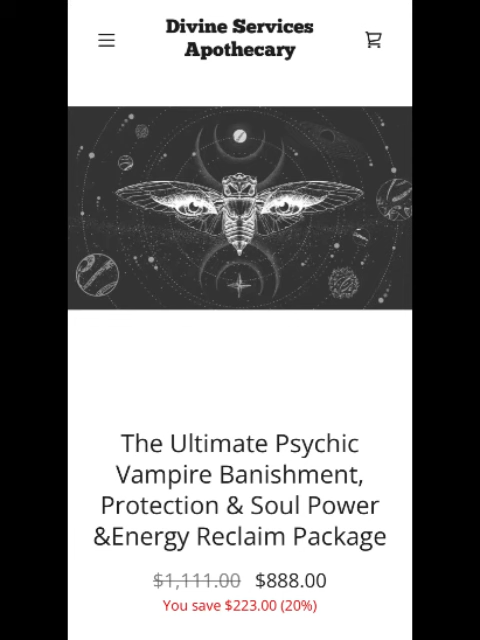 Divine Services
Apothecary
The Ultimate Psychic
Vampire Banishment,
Protection & Soul Power
&Energy Reclaim Package
$1,111.00 $888.00
You save $223.00 (20%)